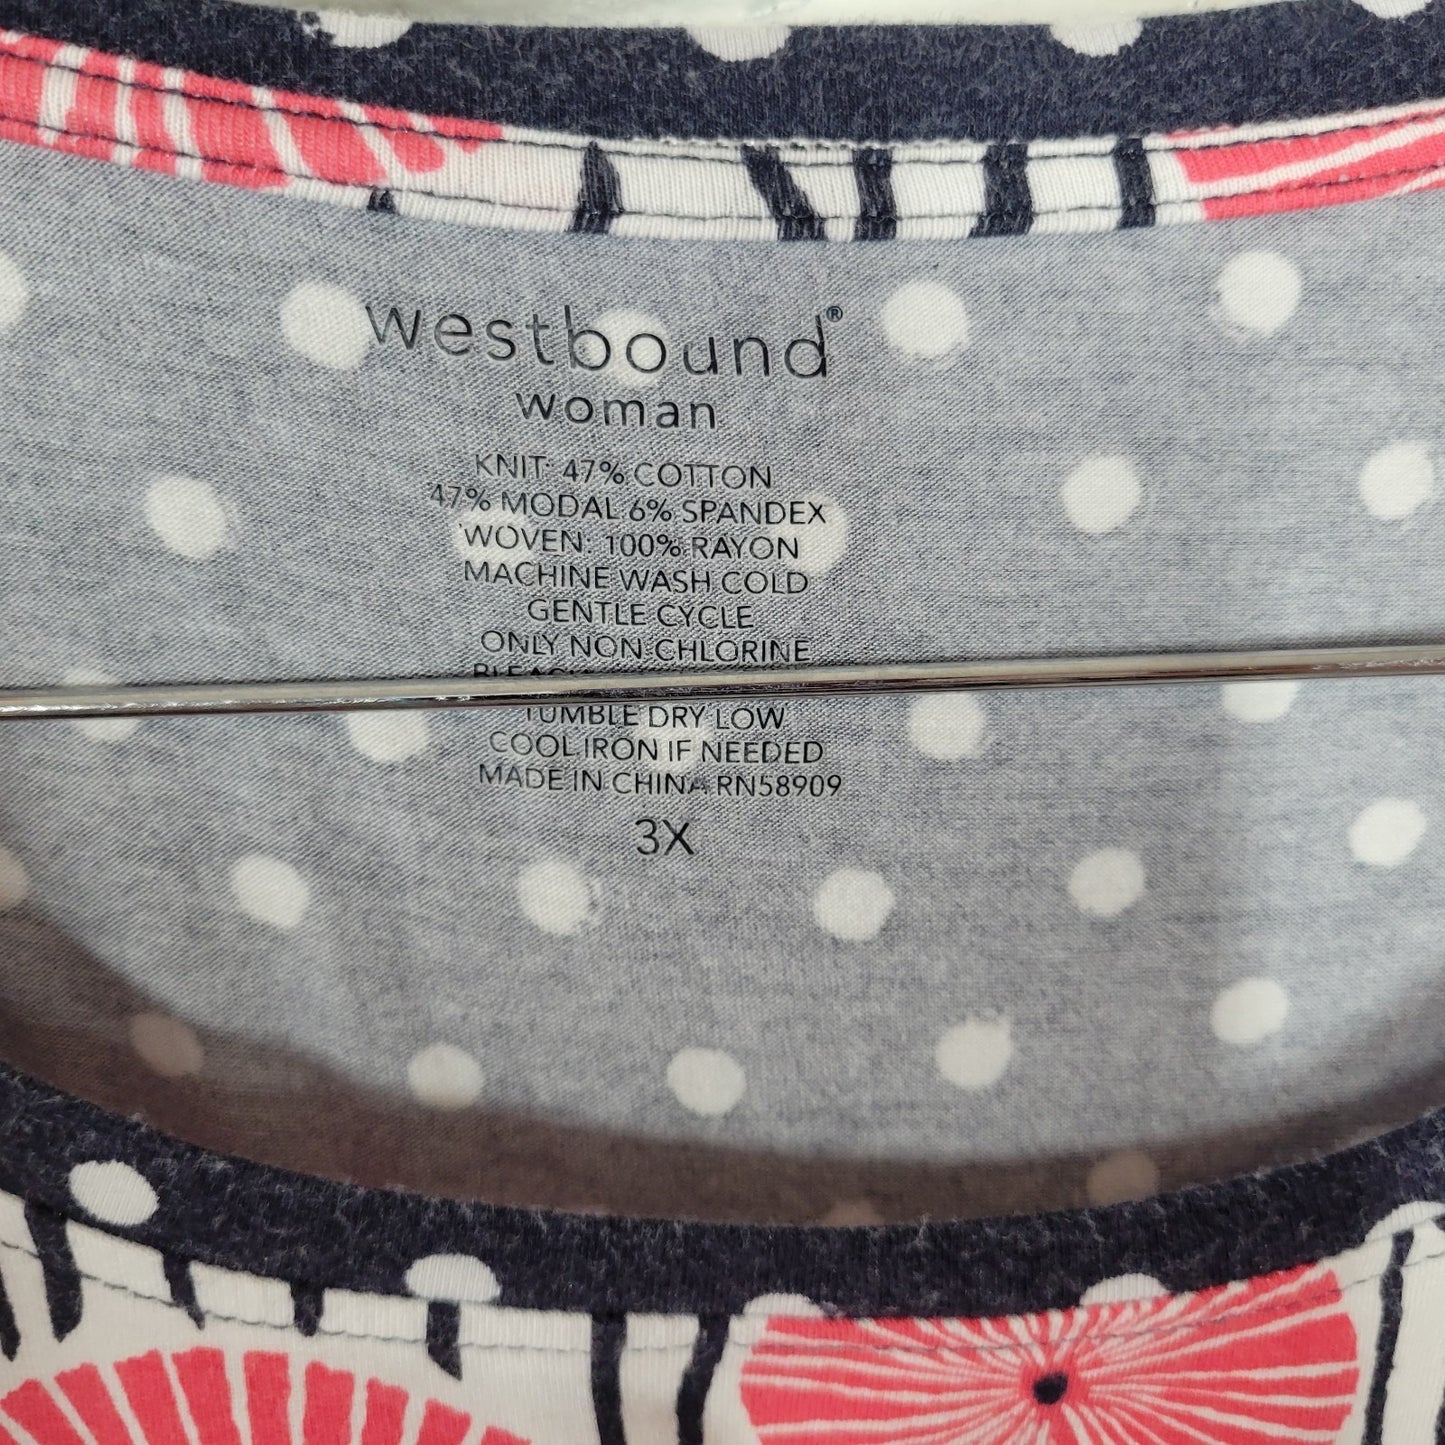 westbound®
woman
KNIT: 47% COTTON
47% MODAL 6% SPANDEX
WOVEN: 100% RAYON
MACHINE WASH COLD
GENTLE CYCLE
ONLY NON-CHLORINE
TUMBLE DRY LOW
COOL IRON IF NEEDED
MADE IN CHINA RN58909
3X